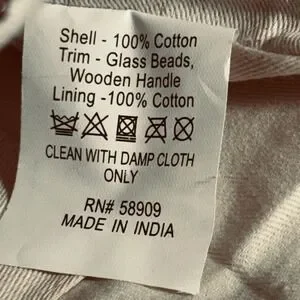 Shell - 100% Cotton
Trim - Glass Beads,
Wooden Handle
Lining -100% Cotton
CLEAN WITH DAMP CLOTH
ONLY
RN# 58909
MADE IN INDIA